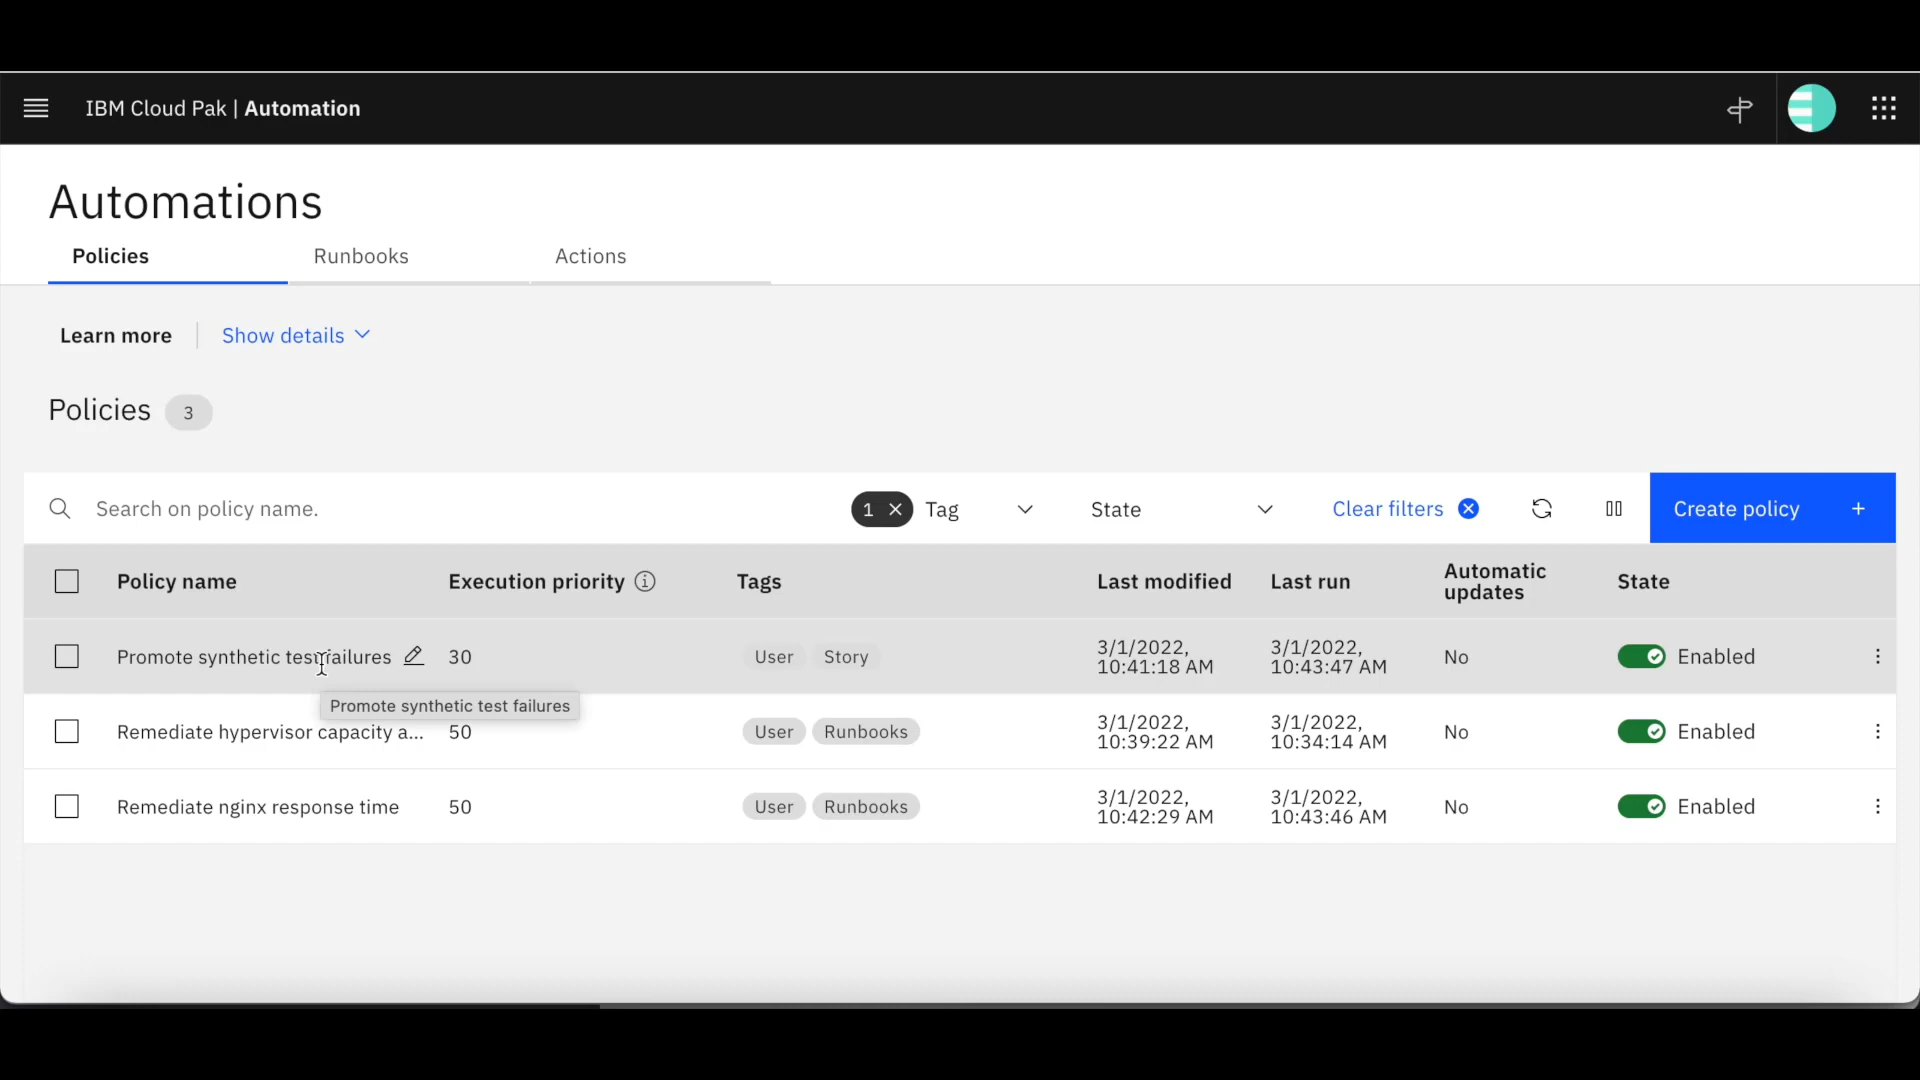 IBM Cloud Pak | Automation
Automations
Policies Runbooks Actions
Learn more Show details
Policies 3
Search on policy name. 1 Tag State Clear filters Create policy +
Policy name Execution priority Tags Last modified Last run Automatic updates State
Promote synthetic test failures 30 User Story 3/1/2022, 10:41:18 AM 3/1/2022, 10:43:47 AM No Enabled
Promote synthetic test failures
Remediate hypervisor capacity a... 50 User Runbooks 3/1/2022, 10:39:22 AM 3/1/2022, 10:34:14 AM No Enabled
Remediate nginx response time 50 User Runbooks 3/1/2022, 10:42:29 AM 3/1/2022, 10:43:46 AM No Enabled